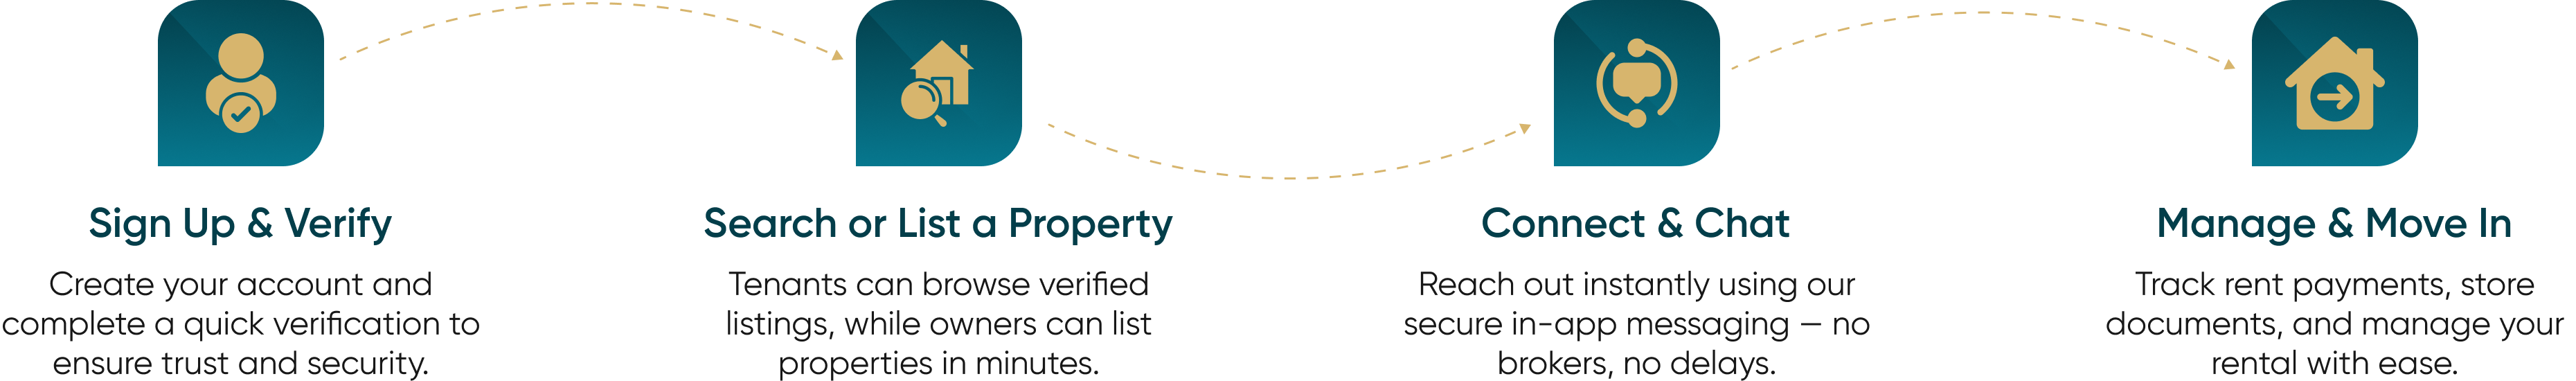 Sign Up & Verify
Create your account and
complete a quick verification to
ensure trust and security.
Search or List a Property
Tenants can browse verified
listings, while owners can list
properties in minutes.
Connect & Chat
Reach out instantly using our
secure in-app messaging — no
brokers, no delays.
Manage & Move In
Track rent payments, store
documents, and manage your
rental with ease.